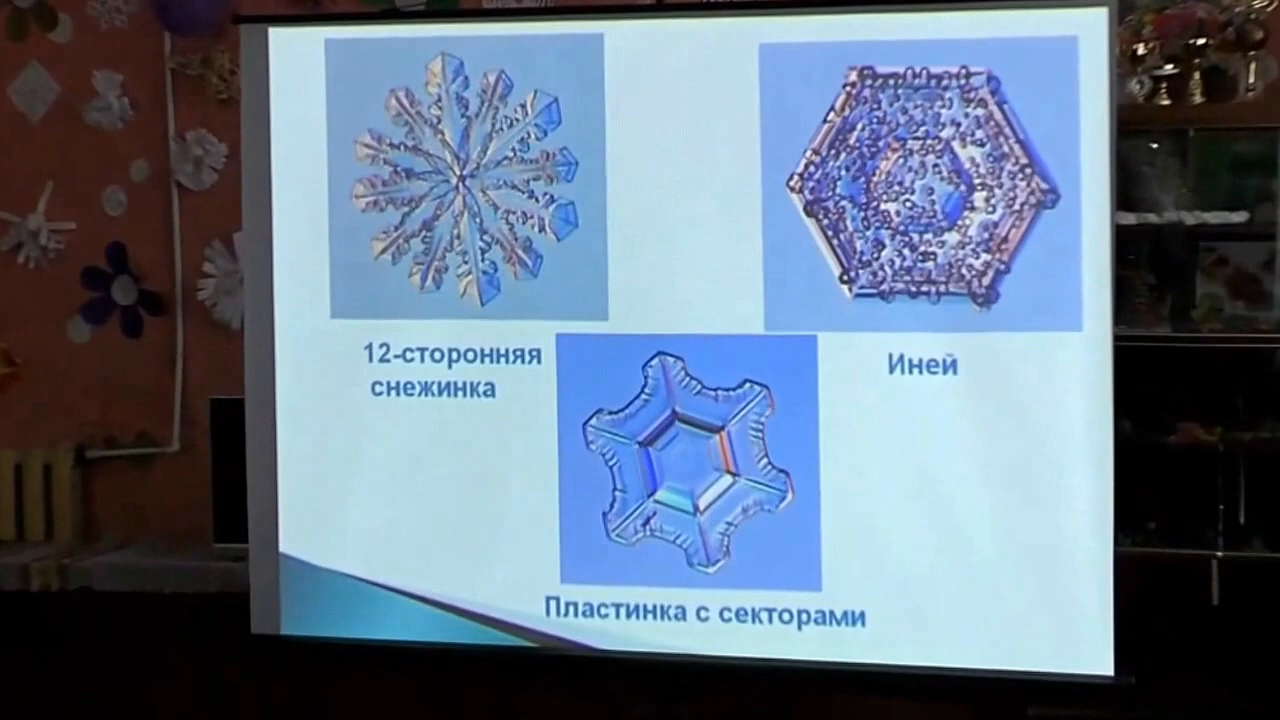 12-сторонняя
снежинка
Иней
Пластинка с секторами